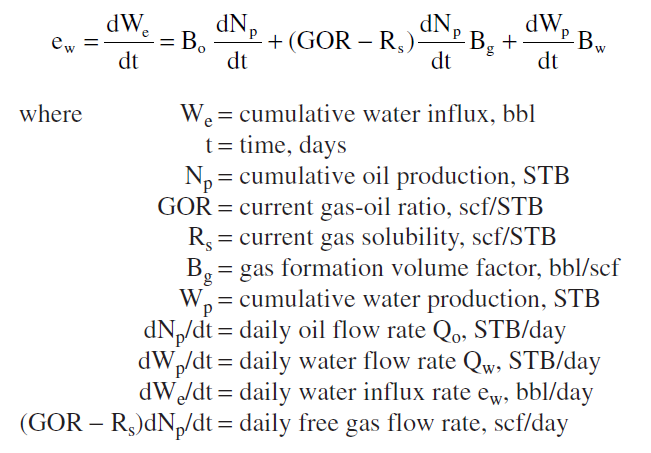 e_w = dW_e/dt = B_o dN_p/dt + (GOR – R_s) dN_p/dt B_g + dW_p/dt B_w
where W_e = cumulative water influx, bbl
t = time, days
N_p = cumulative oil production, STB
GOR = current gas-oil ratio, scf/STB
R_s = current gas solubility, scf/STB
B_g = gas formation volume factor, bbl/scf
W_p = cumulative water production, STB
dN_p/dt = daily oil flow rate Q_o, STB/day
dW_p/dt = daily water flow rate Q_w, STB/day
dW_e/dt = daily water influx rate e_w, bbl/day
(GOR – R_s)dN_p/dt = daily free gas flow rate, scf/day